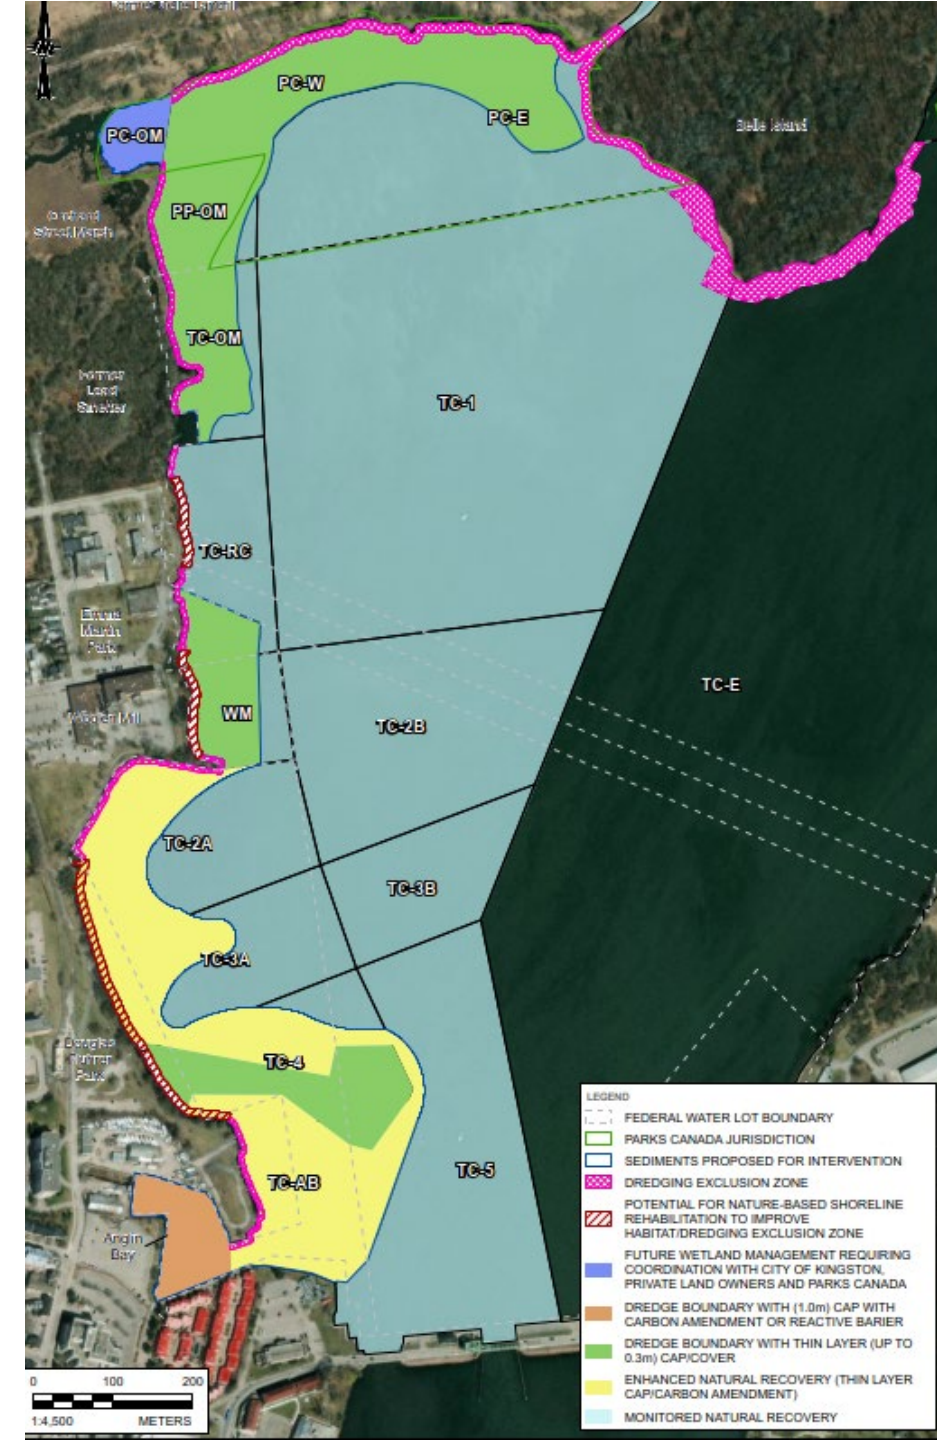 PC-W
PC-E
PC-OM
Belle Island
PP-OM
Orchard
Street Marsh
TC-OM
Former
Lead
Smelter
TC-1
TC-RC
Emma
Martin
Park
TC-E
WM
Woolen Mill
TC-2B
TC-2A
TC-3B
TC-3A
Douglas
Fluhrer
Park
TC-4
TC-AB
TC-5
Anglin
Bay
LEGEND
FEDERAL WATER LOT BOUNDARY
PARKS CANADA JURISDICTION
SEDIMENTS PROPOSED FOR INTERVENTION
DREDGING EXCLUSION ZONE
POTENTIAL FOR NATURE-BASED SHORELINE
REHABILITATION TO IMPROVE
HABITAT/DREDGING EXCLUSION ZONE
FUTURE WETLAND MANAGEMENT REQUIRING
COORDINATION WITH CITY OF KINGSTON,
PRIVATE LAND OWNERS AND PARKS CANADA
DREDGE BOUNDARY WITH (1.0m) CAP WITH
CARBON AMENDMENT OR REACTIVE BARIER
DREDGE BOUNDARY WITH THIN LAYER (UP TO
0.3m) CAP/COVER
ENHANCED NATURAL RECOVERY (THIN LAYER
CAP/CARBON AMENDMENT)
MONITORED NATURAL RECOVERY
0 100 200
1:4,500 METERS